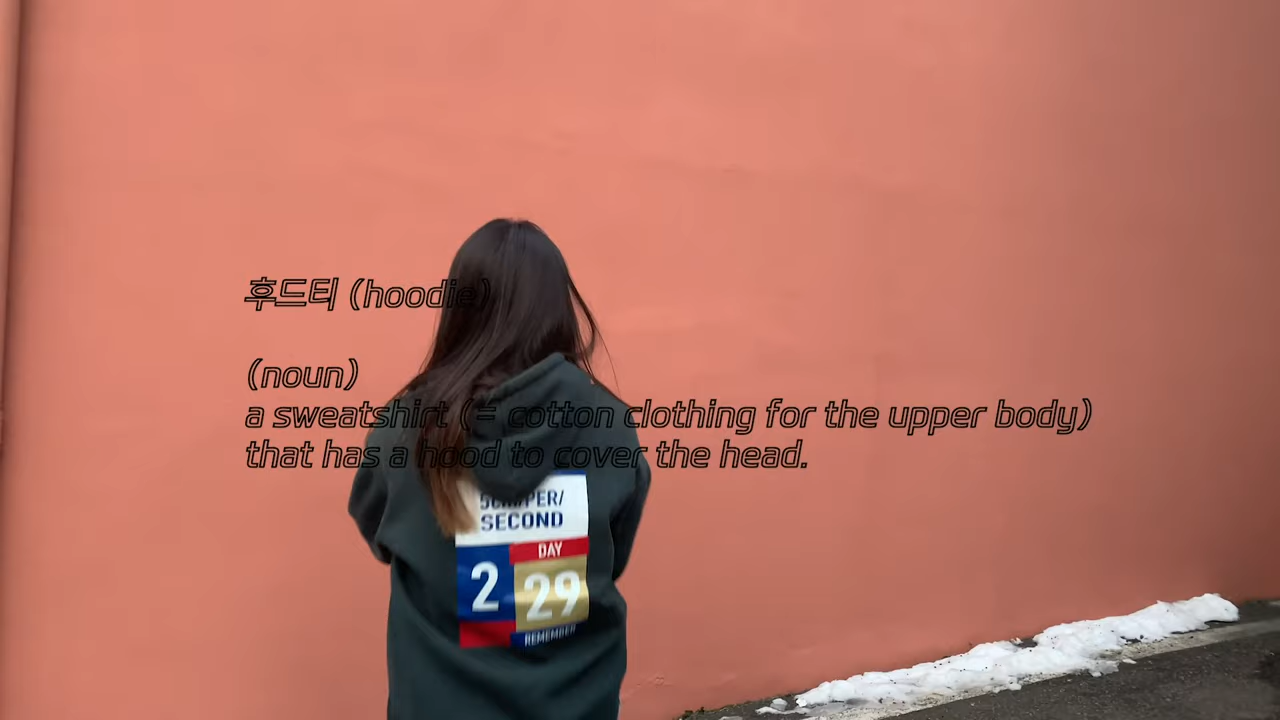 후드티 (hoodie)
(noun)
a sweatshirt (= cotton clothing for the upper body)
that has a hood to cover the head.
SECOND
DAY
2
29
REMEMBER